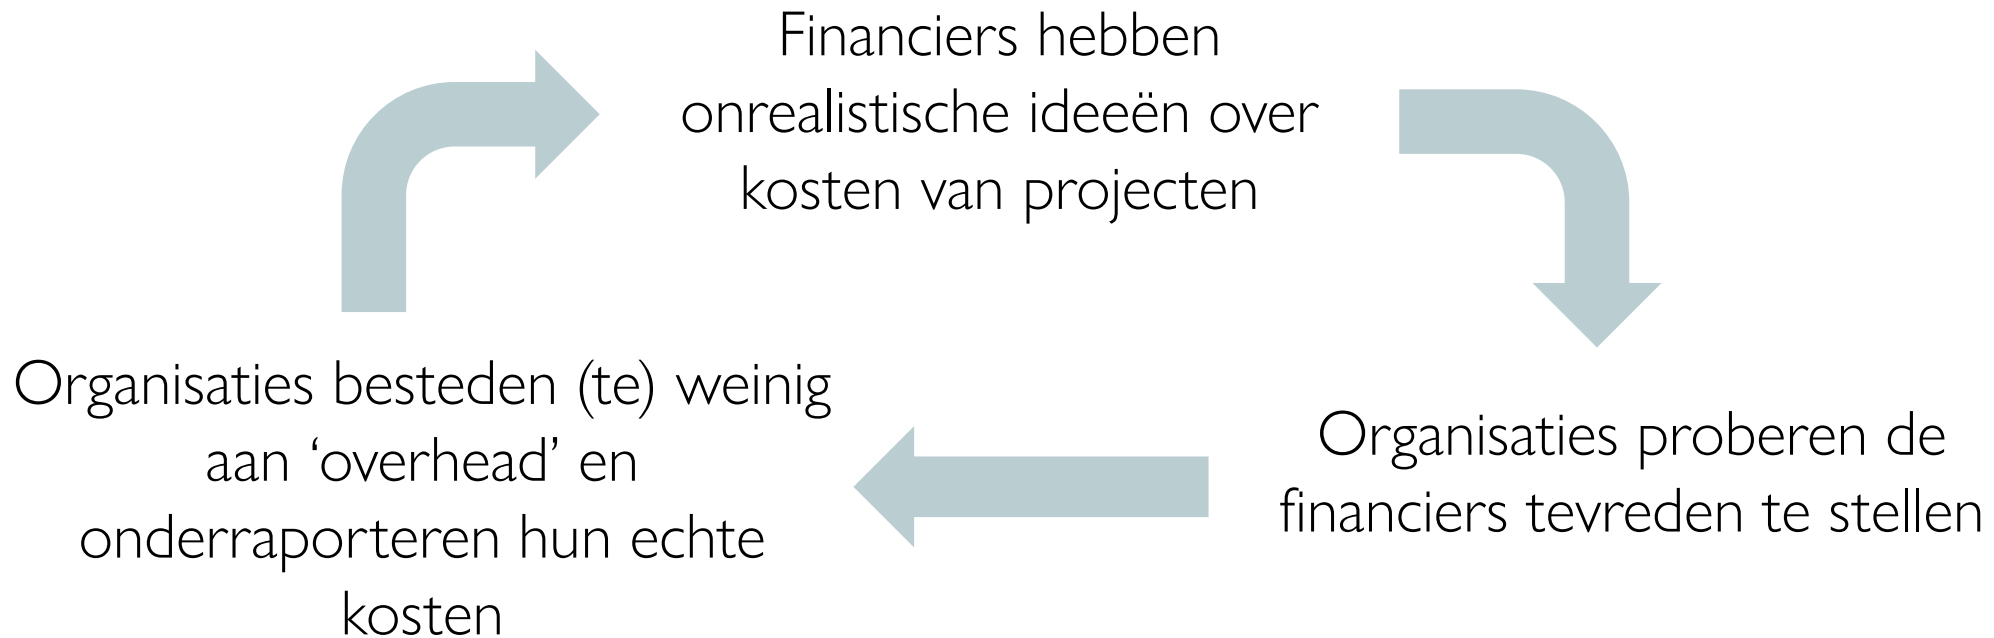 Financiers hebben
onrealistische ideeën over
kosten van projecten
Organisaties proberen de
financiers tevreden te stellen
Organisaties besteden (te) weinig
aan ‘overhead’ en
onderraporteren hun echte
kosten